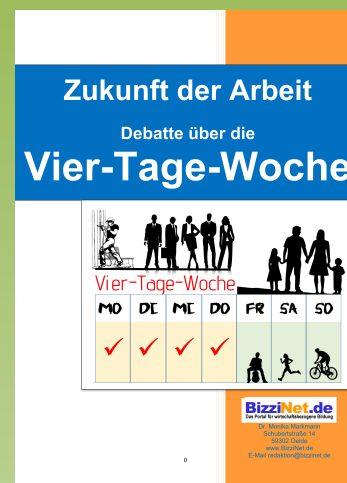 Zukunft der Arbeit
Debatte über die
Vier-Tage-Woche
Vier-Tage-Woche
MO DI MI DO FR SA SO
BizziNet.de
Das Portal für wirtschaftsbezogene Bildung
Dr. Monika Markmann
Schubertstraße 14
59302 Oelde
www.BizziNet.de
E-Mail redaktion@bizzinet.de
0